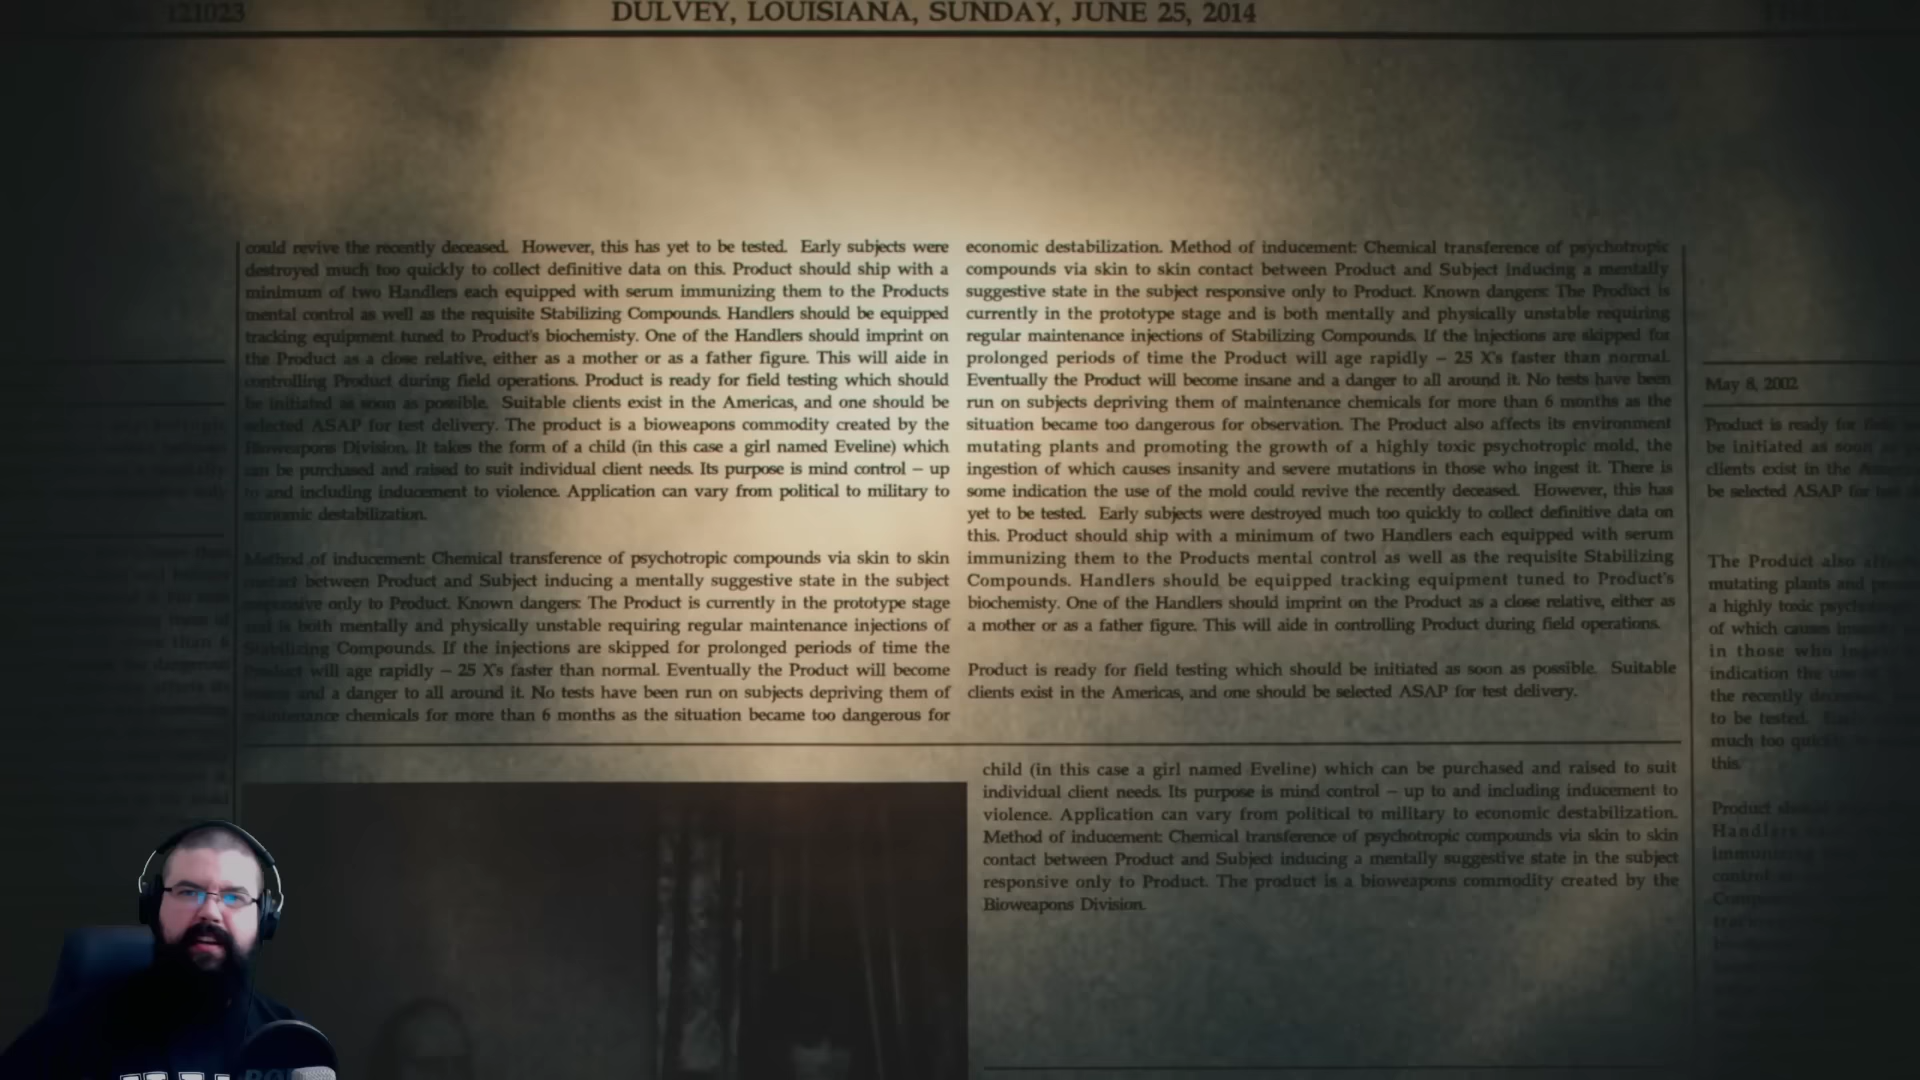 121023
DULVEY, LOUISIANA, SUNDAY, JUNE 25, 2014
could revive the recently deceased. However, this has yet to be tested. Early subjects were
destroyed much too quickly to collect definitive data on this. Product should ship with a
minimum of two Handlers each equipped with serum immunizing them to the Products
mental control as well as the requisite Stabilizing Compounds. Handlers should be equipped
tracking equipment tuned to Product's biochemisty. One of the Handlers should imprint on
the Product as a close relative, either as a mother or as a father figure. This will aide in
controlling Product during field operations. Product is ready for field testing which should
be initiated as soon as possible. Suitable clients exist in the Americas, and one should be
selected ASAP for test delivery. The product is a bioweapons commodity created by the
Bioweapons Division. It takes the form of a child (in this case a girl named Eveline) which
can be purchased and raised to suit individual client needs. Its purpose is mind control – up
to and including inducement to violence. Application can vary from political to military to
economic destabilization.
Method of inducement: Chemical transference of psychotropic compounds via skin to skin
contact between Product and Subject inducing a mentally suggestive state in the subject
responsive only to Product. Known dangers: The Product is currently in the prototype stage
and is both mentally and physically unstable requiring regular maintenance injections of
Stabilizing Compounds. If the injections are skipped for prolonged periods of time the
Product will age rapidly – 25 X's faster than normal. Eventually the Product will become
insane and a danger to all around it. No tests have been run on subjects depriving them of
maintenance chemicals for more than 6 months as the situation became too dangerous for
economic destabilization. Method of inducement: Chemical transference of psychotropic
compounds via skin to skin contact between Product and Subject inducing a mentally
suggestive state in the subject responsive only to Product. Known dangers: The Product is
currently in the prototype stage and is both mentally and physically unstable requiring
regular maintenance injections of Stabilizing Compounds. If the injections are skipped for
prolonged periods of time the Product will age rapidly – 25 X's faster than normal.
Eventually the Product will become insane and a danger to all around it. No tests have been
run on subjects depriving them of maintenance chemicals for more than 6 months as the
situation became too dangerous for observation. The Product also affects its environment
mutating plants and promoting the growth of a highly toxic psychotropic mold, the
ingestion of which causes insanity and severe mutations in those who ingest it. There is
some indication the use of the mold could revive the recently deceased. However, this has
yet to be tested. Early subjects were destroyed much too quickly to collect definitive data on
this. Product should ship with a minimum of two Handlers each equipped with serum
immunizing them to the Products mental control as well as the requisite Stabilizing
Compounds. Handlers should be equipped tracking equipment tuned to Product's
biochemisty. One of the Handlers should imprint on the Product as a close relative, either as
a mother or as a father figure. This will aide in controlling Product during field operations.
Product is ready for field testing which should be initiated as soon as possible. Suitable
clients exist in the Americas, and one should be selected ASAP for test delivery.
child (in this case a girl named Eveline) which can be purchased and raised to suit
individual client needs. Its purpose is mind control – up to and including inducement to
violence. Application can vary from political to military to economic destabilization.
Method of inducement: Chemical transference of psychotropic compounds via skin to skin
contact between Product and Subject inducing a mentally suggestive state in the subject
responsive only to Product. The product is a bioweapons commodity created by the
Bioweapons Division.
May 8, 2002
Product is ready for
be initiated as soon
clients exist in the
be selected ASAP for
The Product also
mutating plants and
a highly toxic
of which causes
in those who
indication the
the recently
to be tested.
much too
this.
Product
Handlers